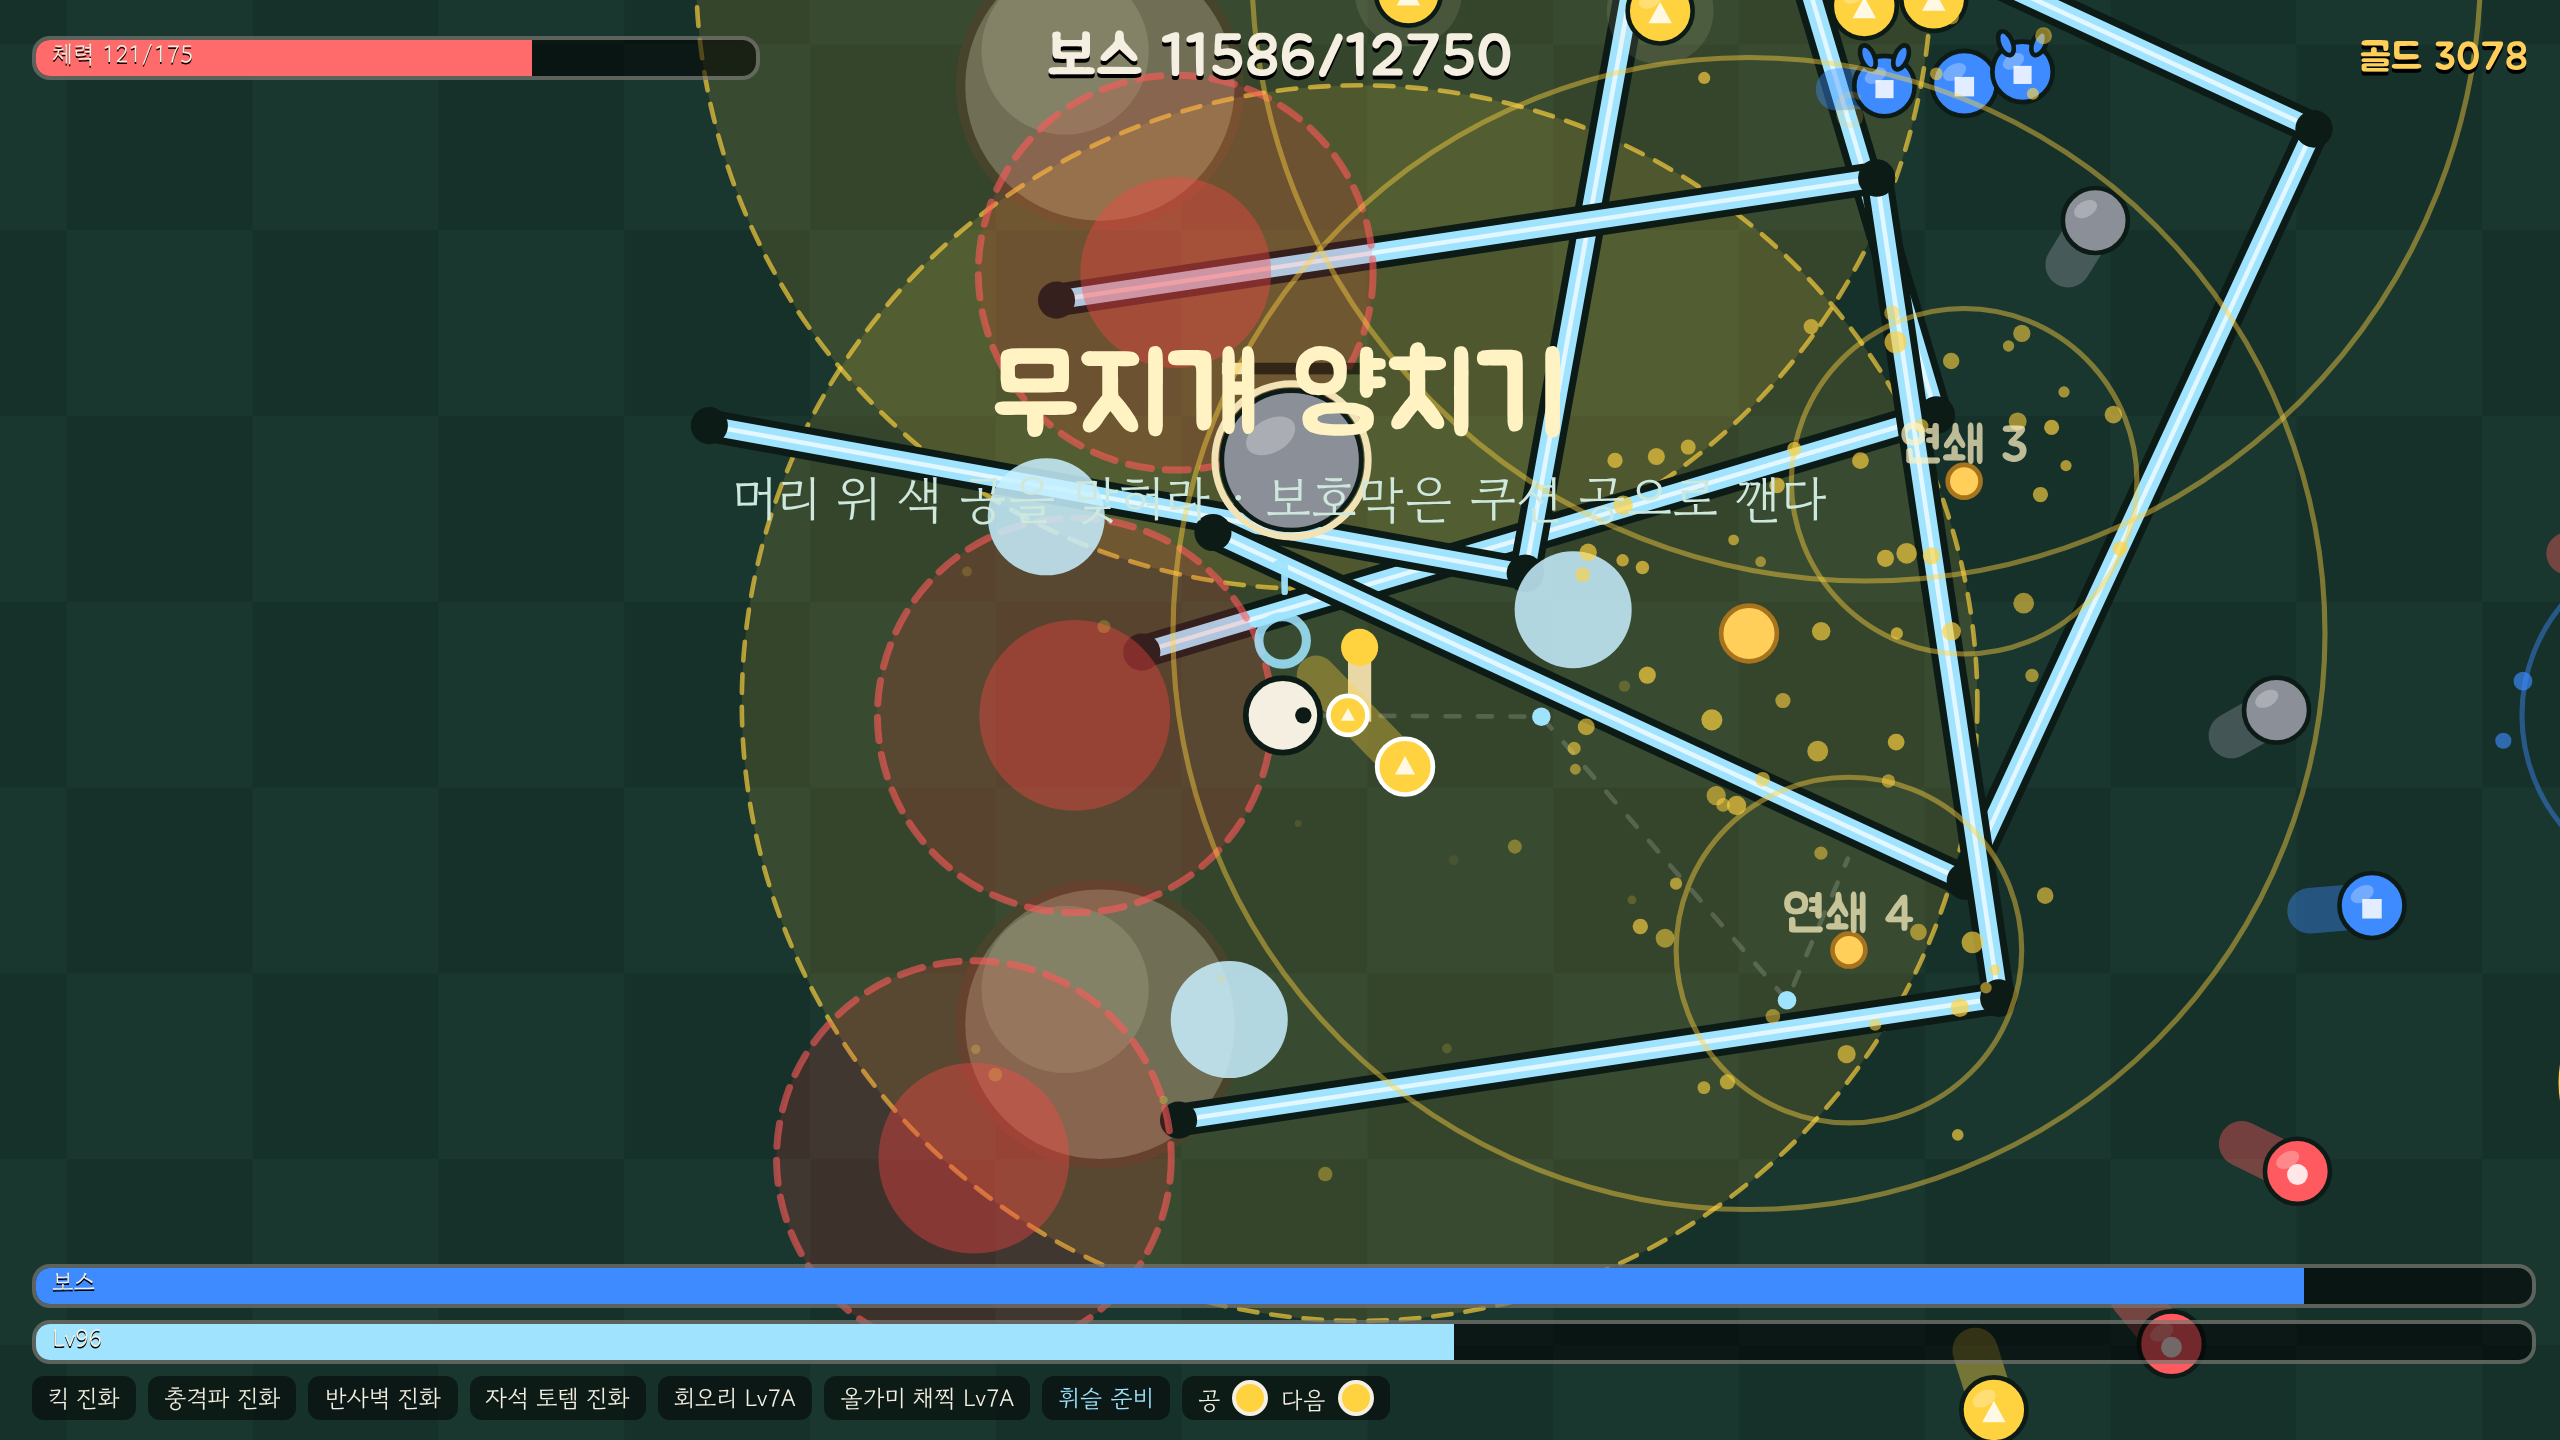 체력 121/175
보스 11586/12750
골드 3078
무지개 양치기
연쇄 3
머리 위 색 공을 맞혀라 · 보호막은 쿠션 공으로 깬다
연쇄 4
보스
Lv96
킥 진화 충격파 진화 반사벽 진화 자석 토템 진화 회오리 Lv7A 올가미 채찍 Lv7A 휘슬 준비 공 다음